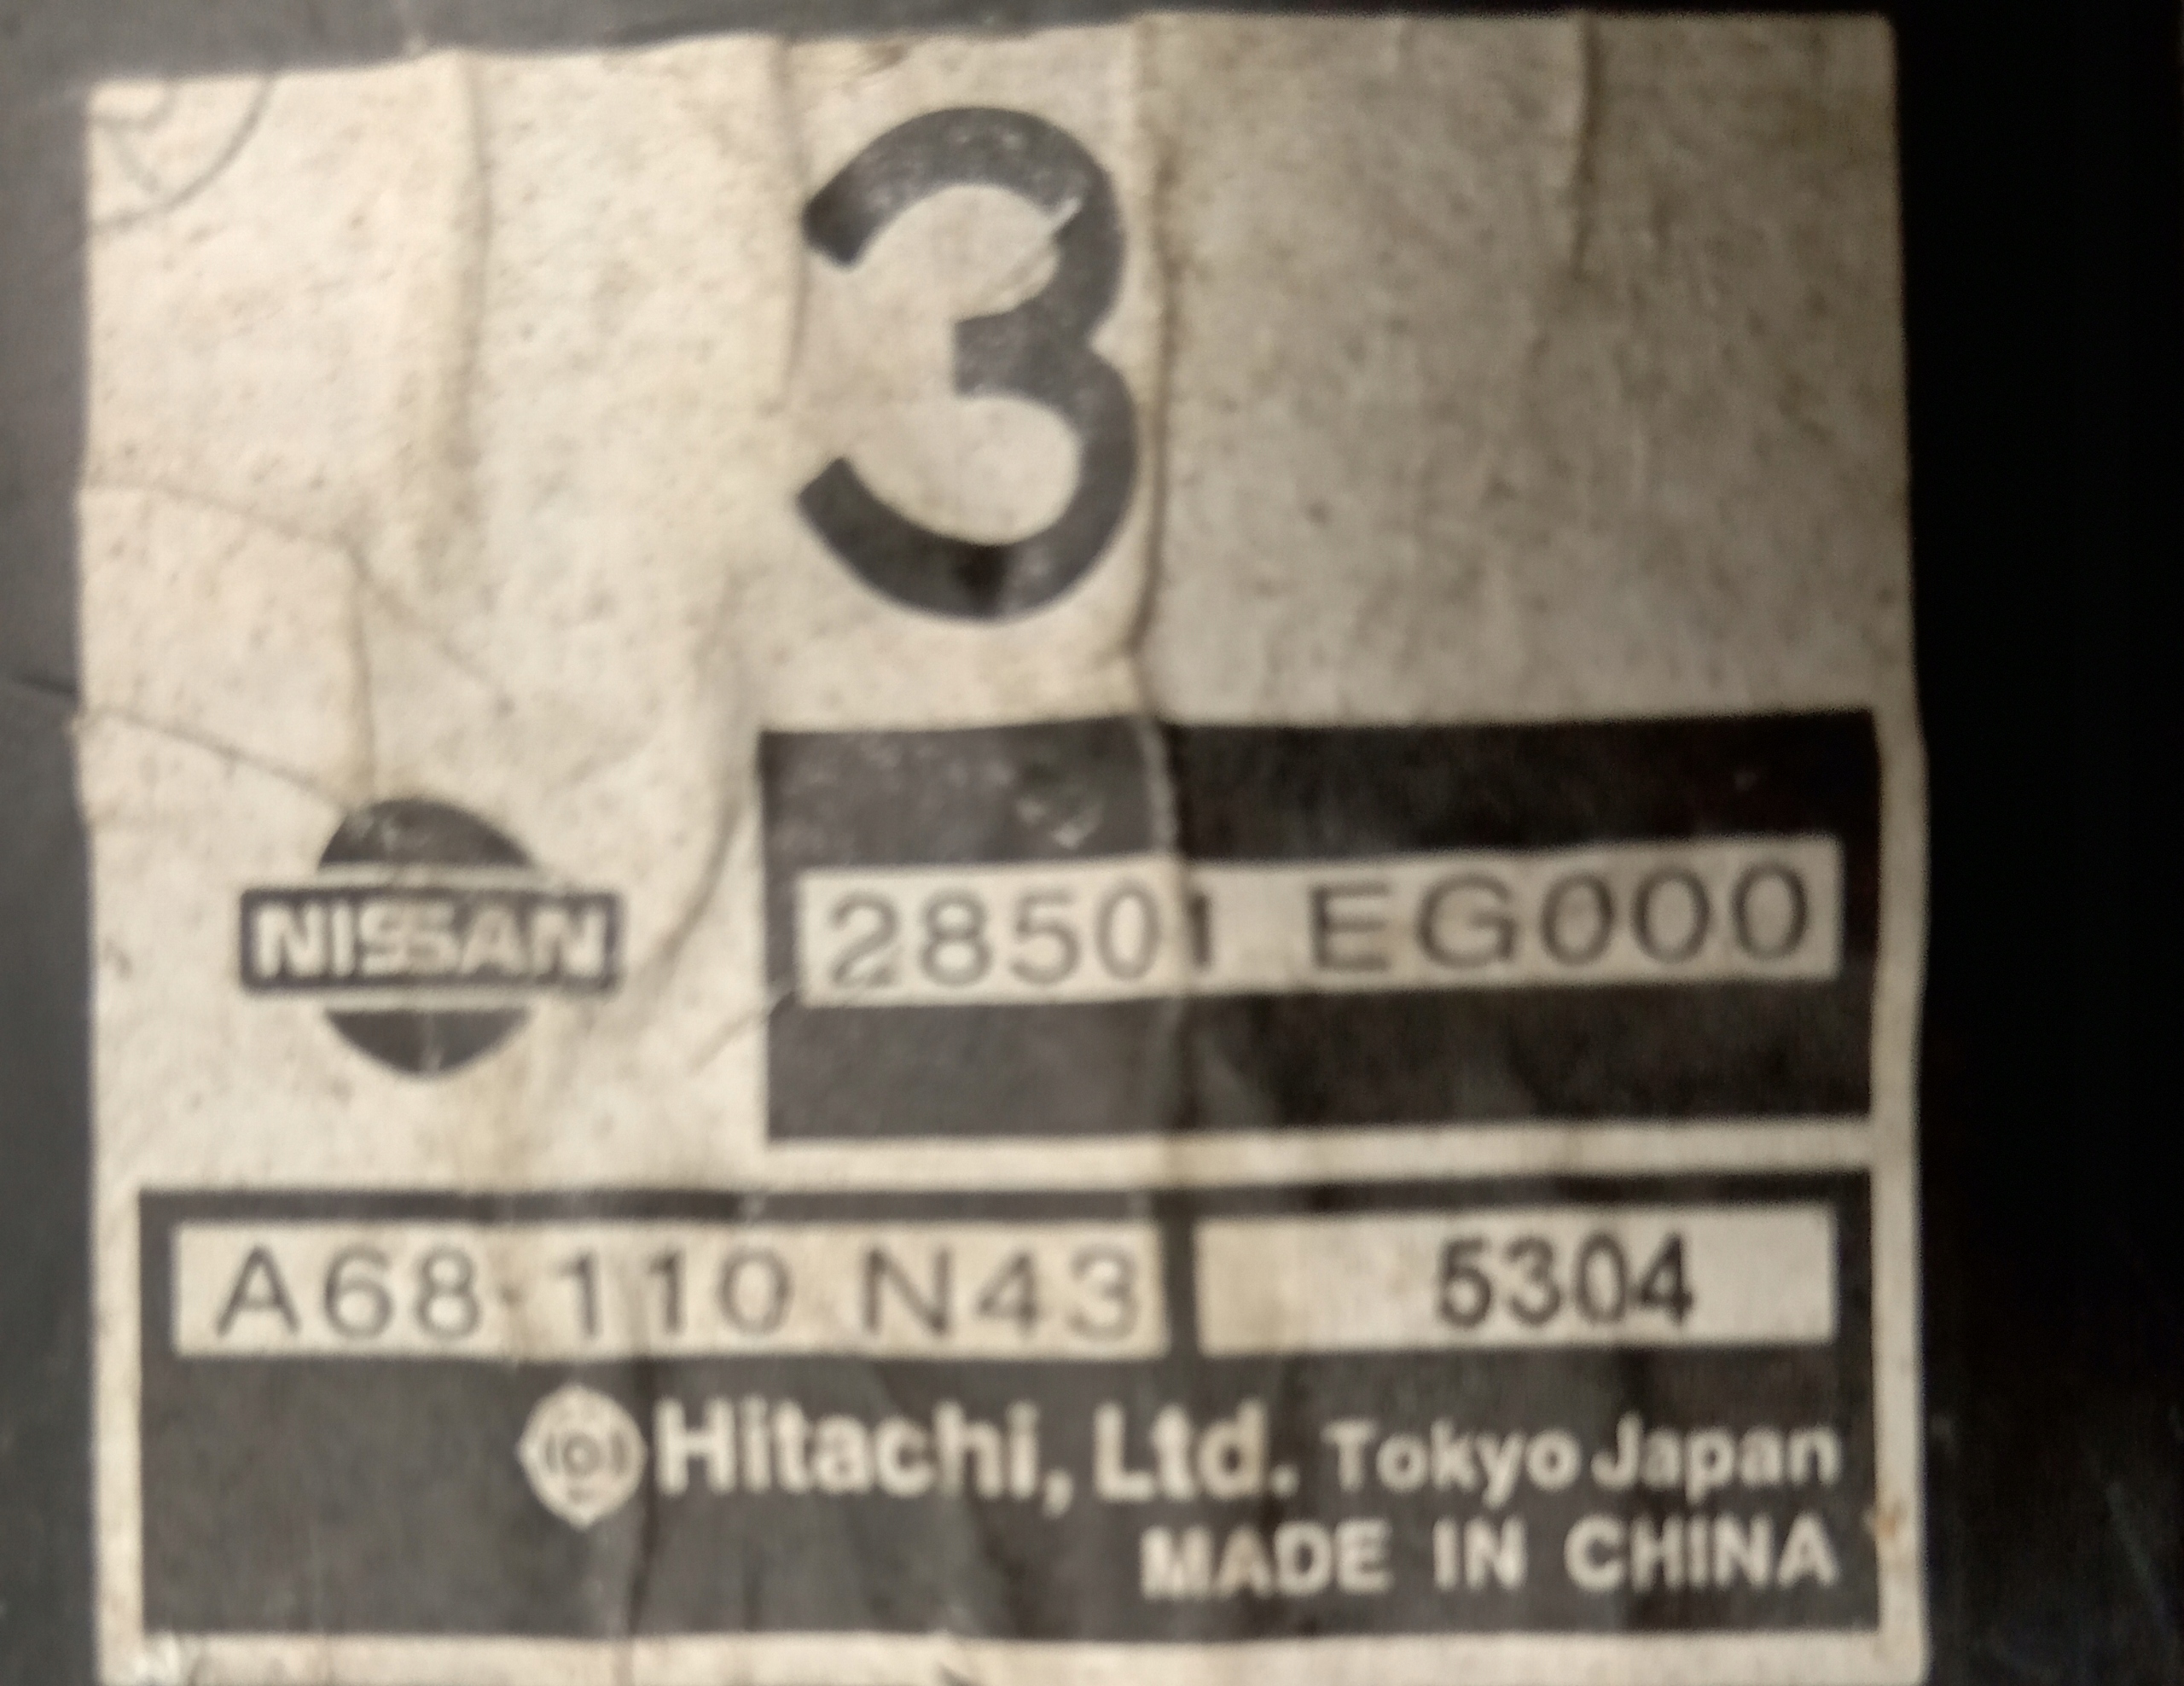 3
NISSAN
28501 EG000
A68 110 N43
5304
Hitachi, Ltd. Tokyo Japan
MADE IN CHINA